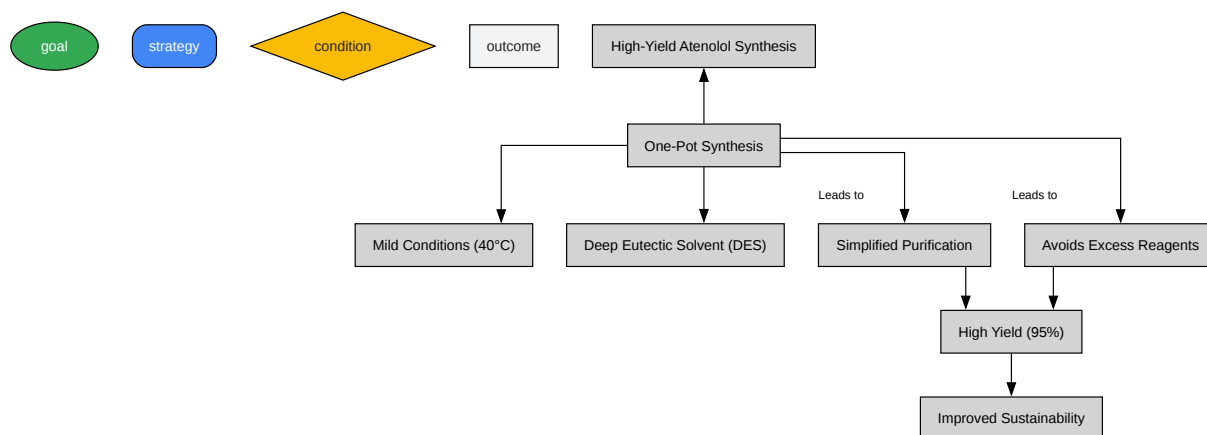 goal
strategy
condition
outcome
High-Yield Atenolol Synthesis
One-Pot Synthesis
Leads to
Leads to
Mild Conditions (40°C)
Deep Eutectic Solvent (DES)
Simplified Purification
Avoids Excess Reagents
High Yield (95%)
Improved Sustainability